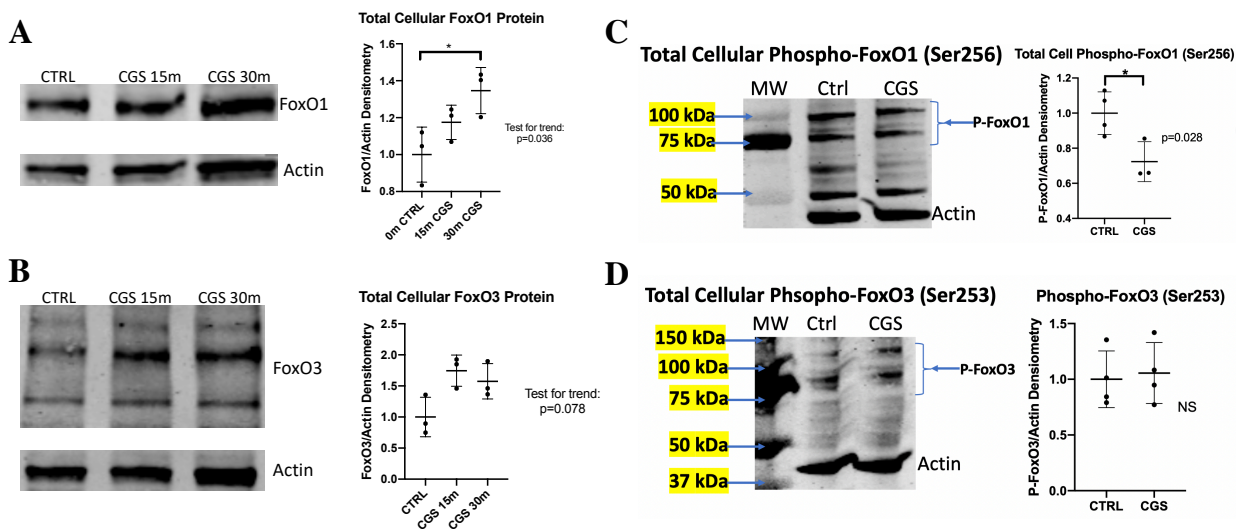 A
CTRL CGS 15m CGS 30m
FoxO1
Actin
Total Cellular FoxO1 Protein
FoxO1/Actin Densitometry
1.6
1.4
1.2
1.0
0.8
*
0m CTRL
15m CGS
30m CGS
Test for trend:
p=0.036
B
CTRL CGS 15m CGS 30m
FoxO3
Actin
Total Cellular FoxO3 Protein
FoxO3/Actin Densitometry
2.5
2.0
1.5
1.0
0.5
0.0
CTRL
CGS 15m
CGS 30m
Test for trend:
p=0.078
C
Total Cellular Phospho-FoxO1 (Ser256)
MW Ctrl CGS
100 kDa
75 kDa
50 kDa
P-FoxO1
Actin
Total Cell Phospho-FoxO1 (Ser256)
P-FoxO1/Actin Densiometry
1.2
1.0
0.8
0.6
0.4
*
CTRL CGS
p=0.028
D
Total Cellular Phsopho-FoxO3 (Ser253)
MW Ctrl CGS
150 kDa
100 kDa
75 kDa
50 kDa
37 kDa
P-FoxO3
Actin
Phospho-FoxO3 (Ser253)
P-FoxO3/Actin Densiometry
1.5
1.0
0.5
0.0
CTRL CGS
NS